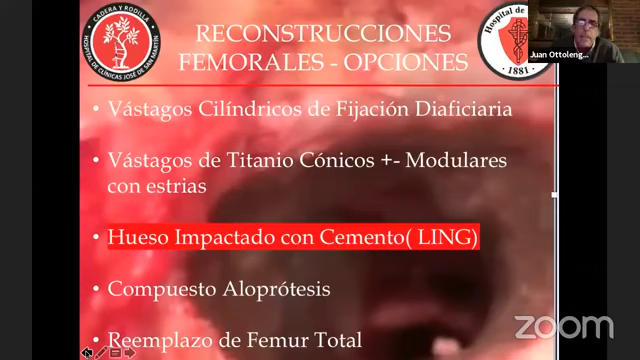 RECONSTRUCCIONES
FEMORALES - OPCIONES
CADERA Y RODILLA
HOSPITAL DE CLÍNICAS JOSÉ DE SAN MARTIN
Hospital de
1881
Juan Ottoleng...
• Vástagos Cilíndricos de Fijación Diaficiaria
• Vástagos de Titanio Cónicos +- Modulares
con estrias
• Hueso Impactado con Cemento( LING)
• Compuesto Aloprótesis
• Reemplazo de Femur Total
zoom